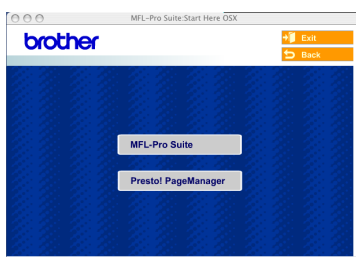 MFL-Pro Suite:Start Here OSX
brother
Exit
Back
MFL-Pro Suite
Presto! PageManager